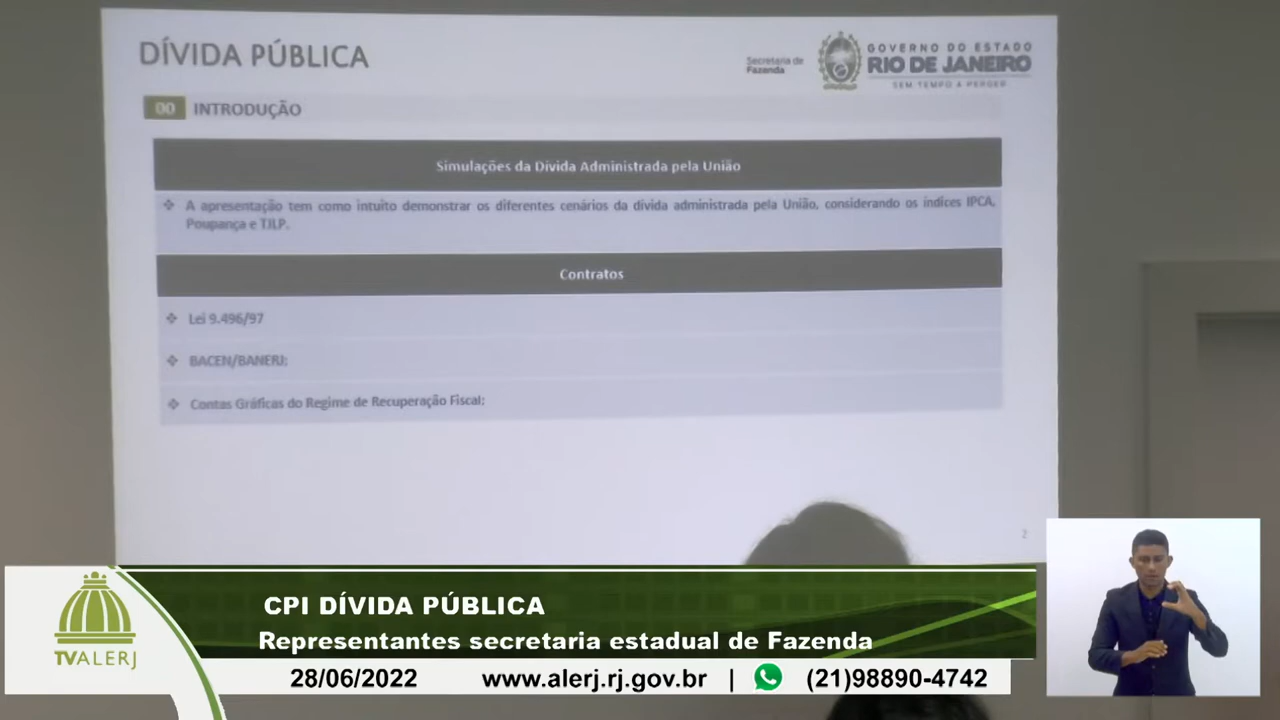 DÍVIDA PÚBLICA
Secretaria de
Fazenda
GOVERNO DO ESTADO
RIO DE JANEIRO
SEM TEMPO A PERDER
00 INTRODUÇÃO
Simulações da Dívida Administrada pela União
❖ A apresentação tem como intuito demonstrar os diferentes cenários da dívida administrada pela União, considerando os índices IPCA,
Poupança e TJLP.
Contratos
❖ Lei 9.496/97
❖ BACEN/BANERJ;
❖ Contas Gráficas do Regime de Recuperação Fiscal;
2
CPI DÍVIDA PÚBLICA
Representantes secretaria estadual de Fazenda
TVALERJ
28/06/2022 www.alerj.rj.gov.br | (21)98890-4742